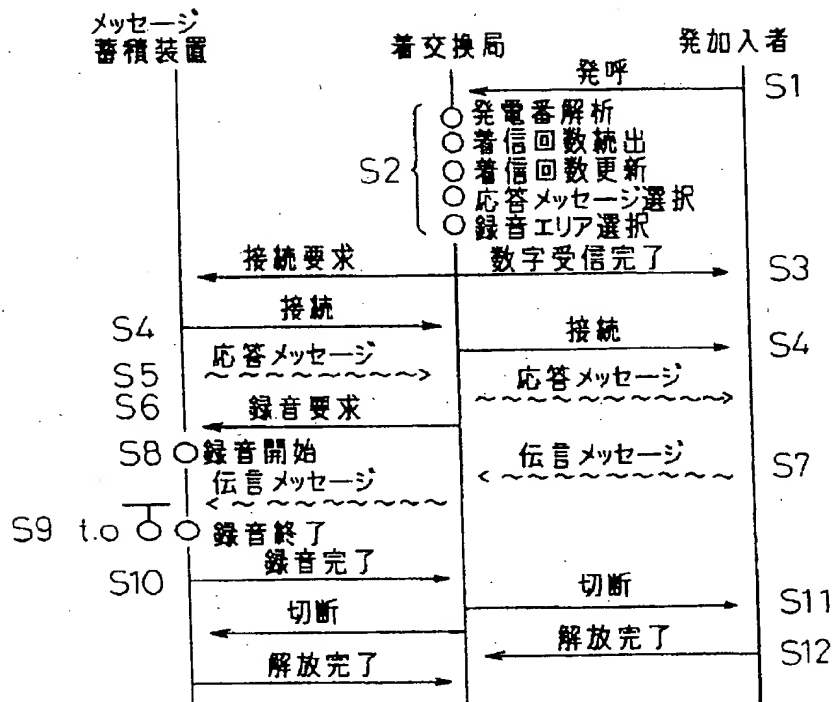 メッセージ
蓄積装置
着交換局
発加入者
発呼
S1
S2
発電番解析
着信回数続出
着信回数更新
応答メッセージ選択
録音エリア選択
接続要求
数字受信完了
S3
S4
接続
接続
S4
S5
応答メッセージ
応答メッセージ
S6
録音要求
S8
録音開始
伝言メッセージ
S7
伝言メッセージ
S9
t.o
録音終了
S10
録音完了
切断
S11
切断
解放完了
S12
解放完了